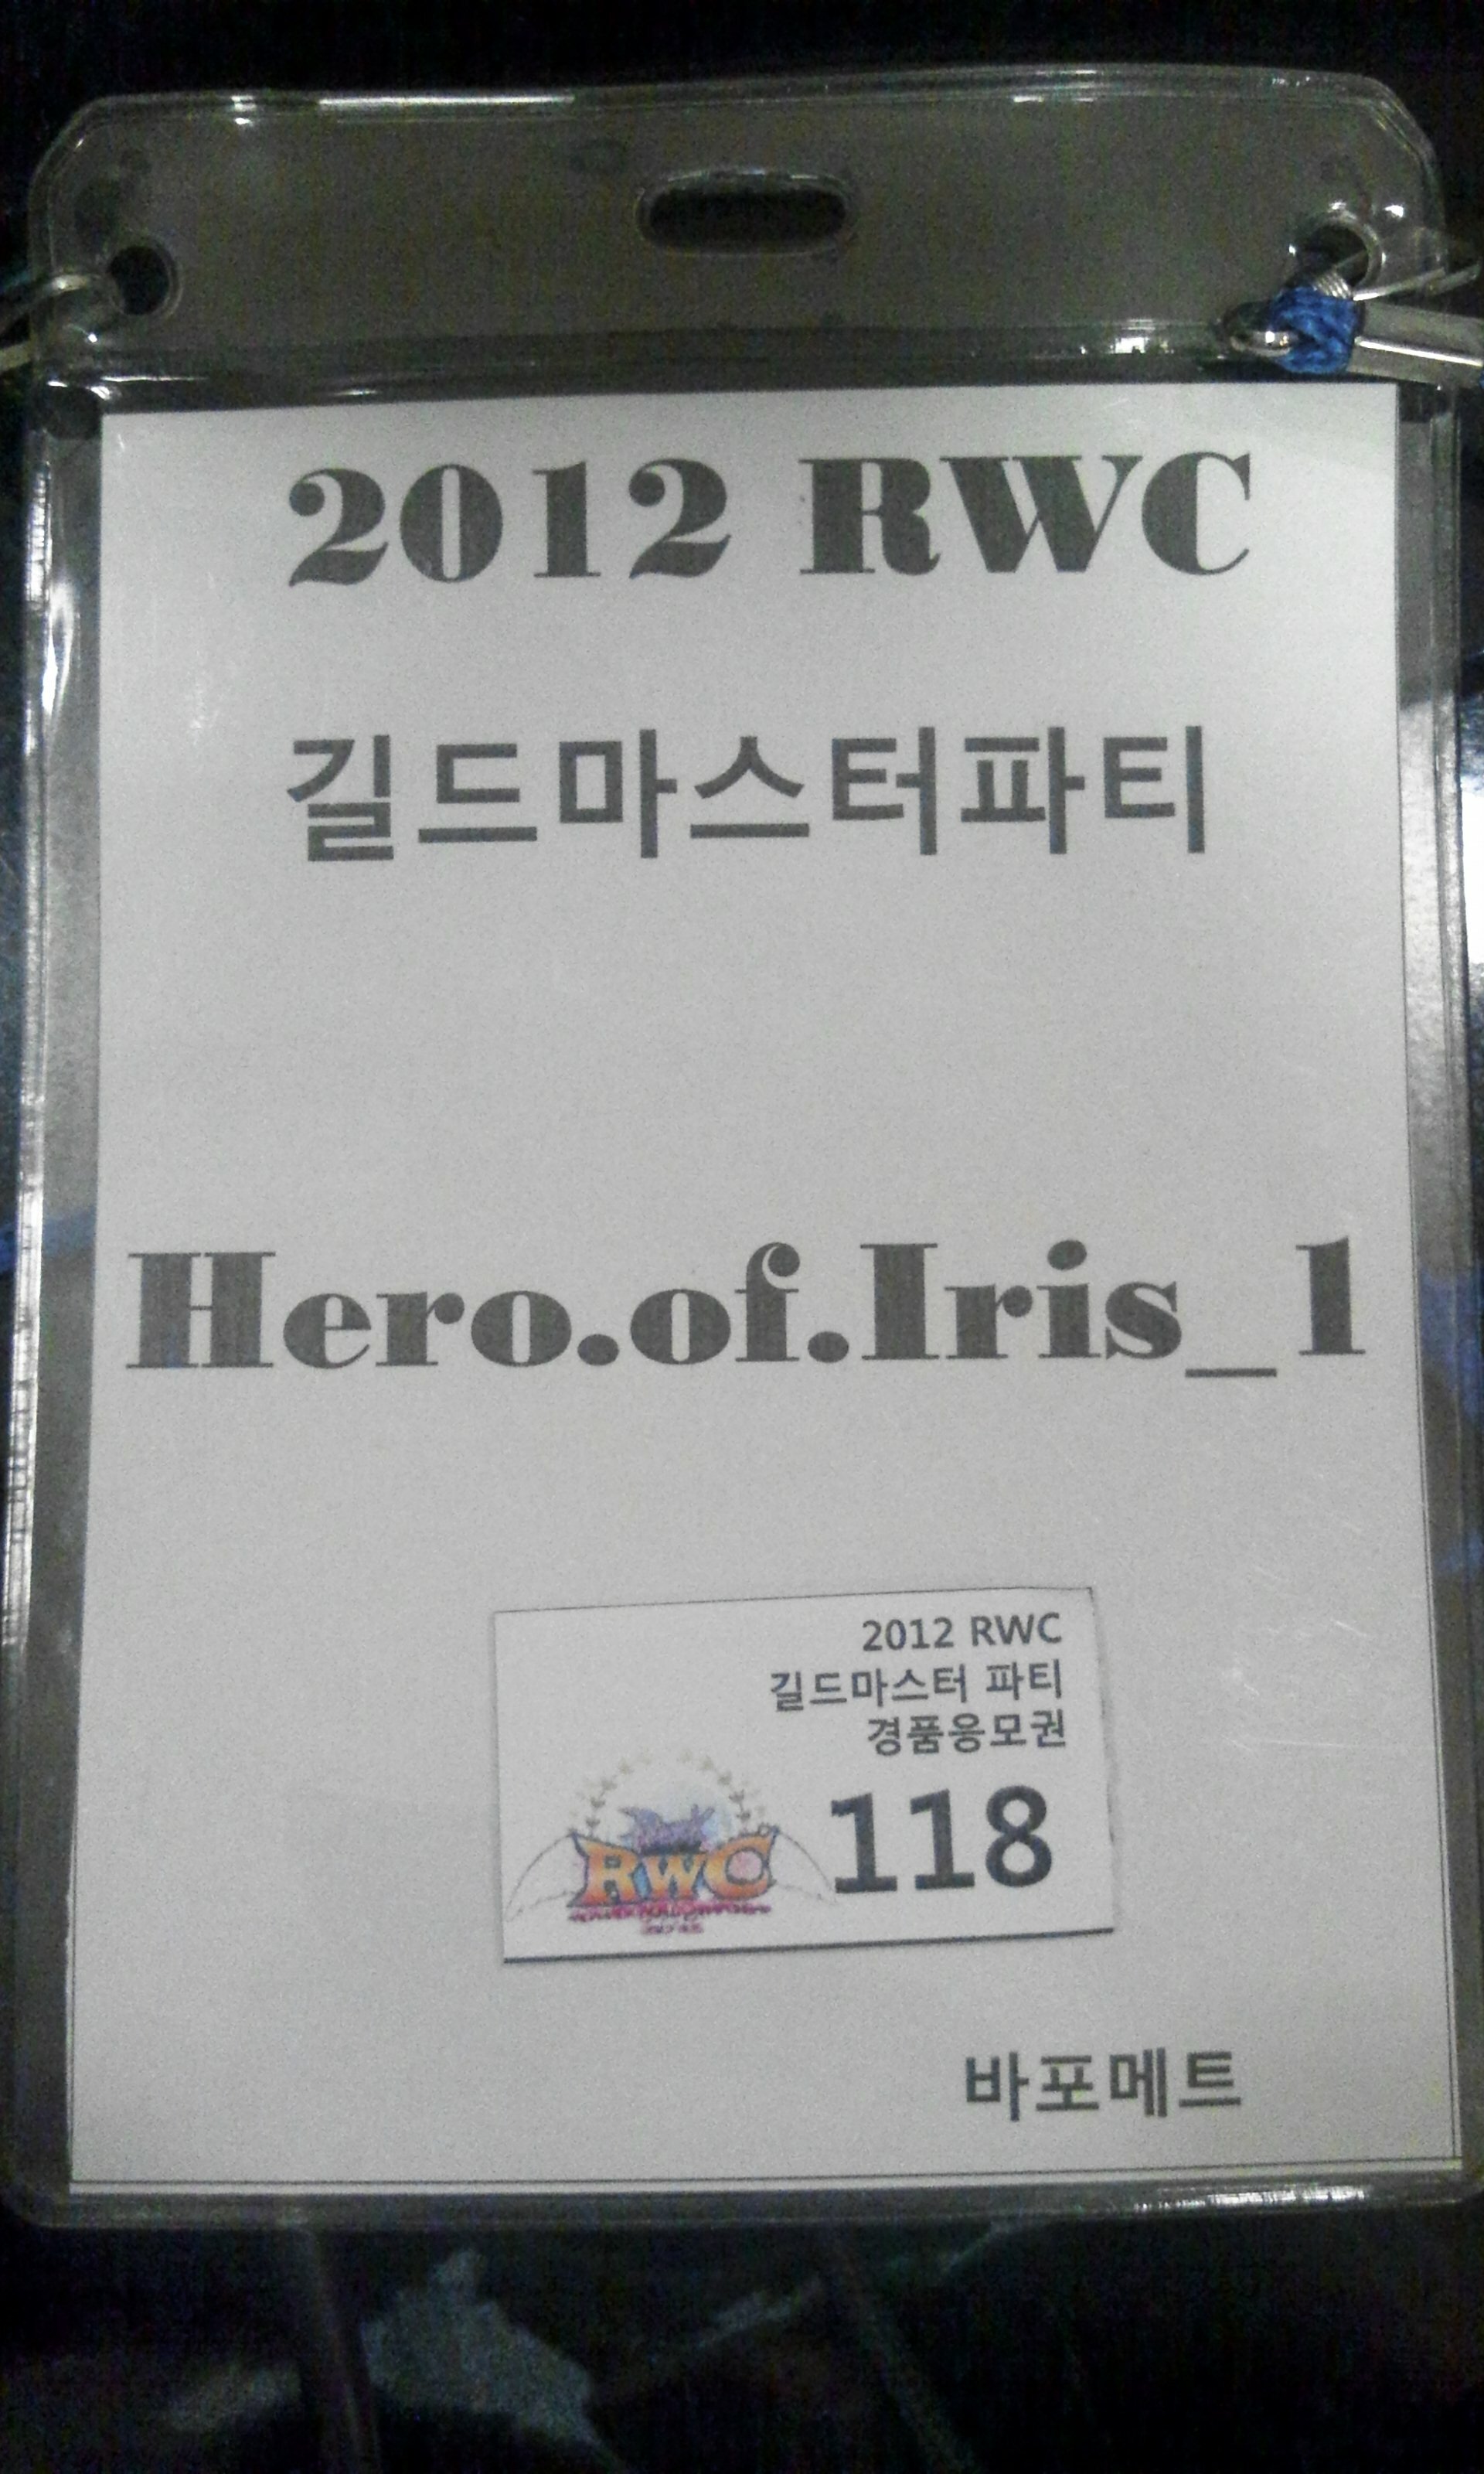 2012 RWC
길드마스터파티
Hero.of.Iris_1
2012 RWC
길드마스터 파티
경품응모권
118
RWC
바포메트